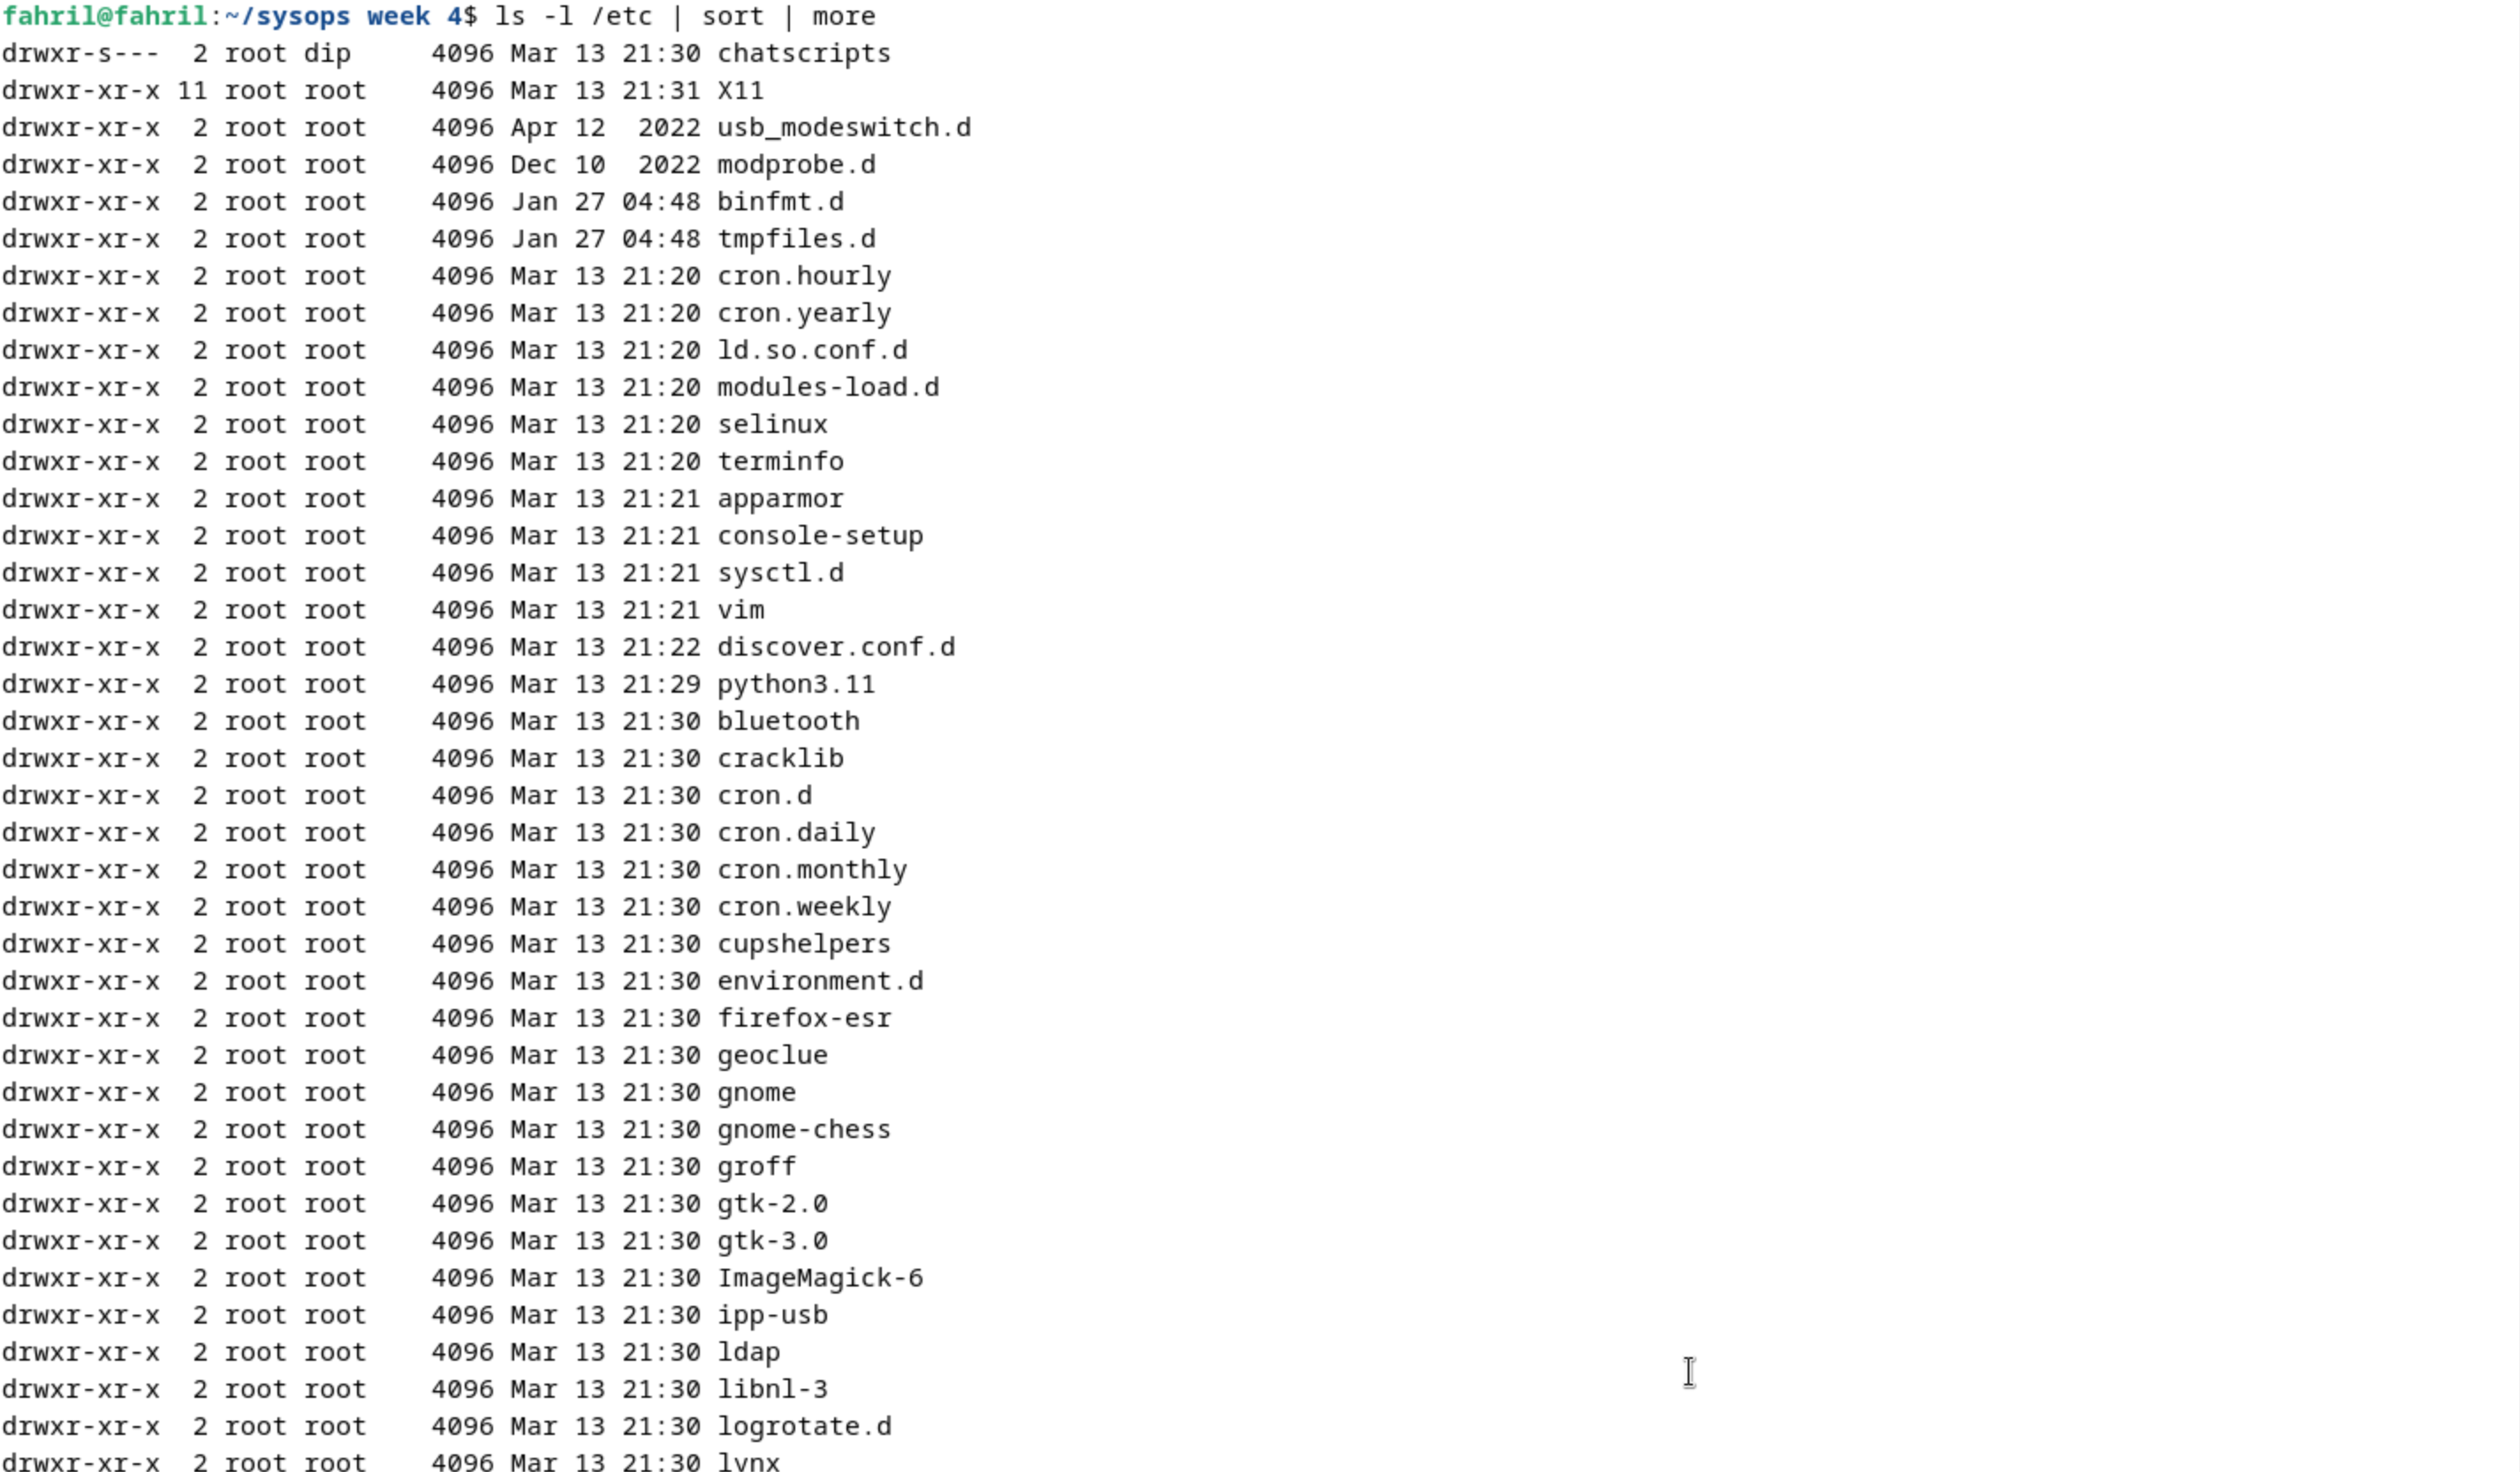 fahril@fahril:~/sysops week 4$ ls -l /etc | sort | more
drwxr-s---  2 root dip     4096 Mar 13 21:30 chatscripts
drwxr-xr-x 11 root root    4096 Mar 13 21:31 X11
drwxr-xr-x  2 root root    4096 Apr 12  2022 usb_modeswitch.d
drwxr-xr-x  2 root root    4096 Dec 10  2022 modprobe.d
drwxr-xr-x  2 root root    4096 Jan 27 04:48 binfmt.d
drwxr-xr-x  2 root root    4096 Jan 27 04:48 tmpfiles.d
drwxr-xr-x  2 root root    4096 Mar 13 21:20 cron.hourly
drwxr-xr-x  2 root root    4096 Mar 13 21:20 cron.yearly
drwxr-xr-x  2 root root    4096 Mar 13 21:20 ld.so.conf.d
drwxr-xr-x  2 root root    4096 Mar 13 21:20 modules-load.d
drwxr-xr-x  2 root root    4096 Mar 13 21:20 selinux
drwxr-xr-x  2 root root    4096 Mar 13 21:20 terminfo
drwxr-xr-x  2 root root    4096 Mar 13 21:21 apparmor
drwxr-xr-x  2 root root    4096 Mar 13 21:21 console-setup
drwxr-xr-x  2 root root    4096 Mar 13 21:21 sysctl.d
drwxr-xr-x  2 root root    4096 Mar 13 21:21 vim
drwxr-xr-x  2 root root    4096 Mar 13 21:22 discover.conf.d
drwxr-xr-x  2 root root    4096 Mar 13 21:29 python3.11
drwxr-xr-x  2 root root    4096 Mar 13 21:30 bluetooth
drwxr-xr-x  2 root root    4096 Mar 13 21:30 cracklib
drwxr-xr-x  2 root root    4096 Mar 13 21:30 cron.d
drwxr-xr-x  2 root root    4096 Mar 13 21:30 cron.daily
drwxr-xr-x  2 root root    4096 Mar 13 21:30 cron.monthly
drwxr-xr-x  2 root root    4096 Mar 13 21:30 cron.weekly
drwxr-xr-x  2 root root    4096 Mar 13 21:30 cupshelpers
drwxr-xr-x  2 root root    4096 Mar 13 21:30 environment.d
drwxr-xr-x  2 root root    4096 Mar 13 21:30 firefox-esr
drwxr-xr-x  2 root root    4096 Mar 13 21:30 geoclue
drwxr-xr-x  2 root root    4096 Mar 13 21:30 gnome
drwxr-xr-x  2 root root    4096 Mar 13 21:30 gnome-chess
drwxr-xr-x  2 root root    4096 Mar 13 21:30 groff
drwxr-xr-x  2 root root    4096 Mar 13 21:30 gtk-2.0
drwxr-xr-x  2 root root    4096 Mar 13 21:30 gtk-3.0
drwxr-xr-x  2 root root    4096 Mar 13 21:30 ImageMagick-6
drwxr-xr-x  2 root root    4096 Mar 13 21:30 ipp-usb
drwxr-xr-x  2 root root    4096 Mar 13 21:30 ldap
drwxr-xr-x  2 root root    4096 Mar 13 21:30 libnl-3
drwxr-xr-x  2 root root    4096 Mar 13 21:30 logrotate.d
drwxr-xr-x  2 root root    4096 Mar 13 21:30 lynx